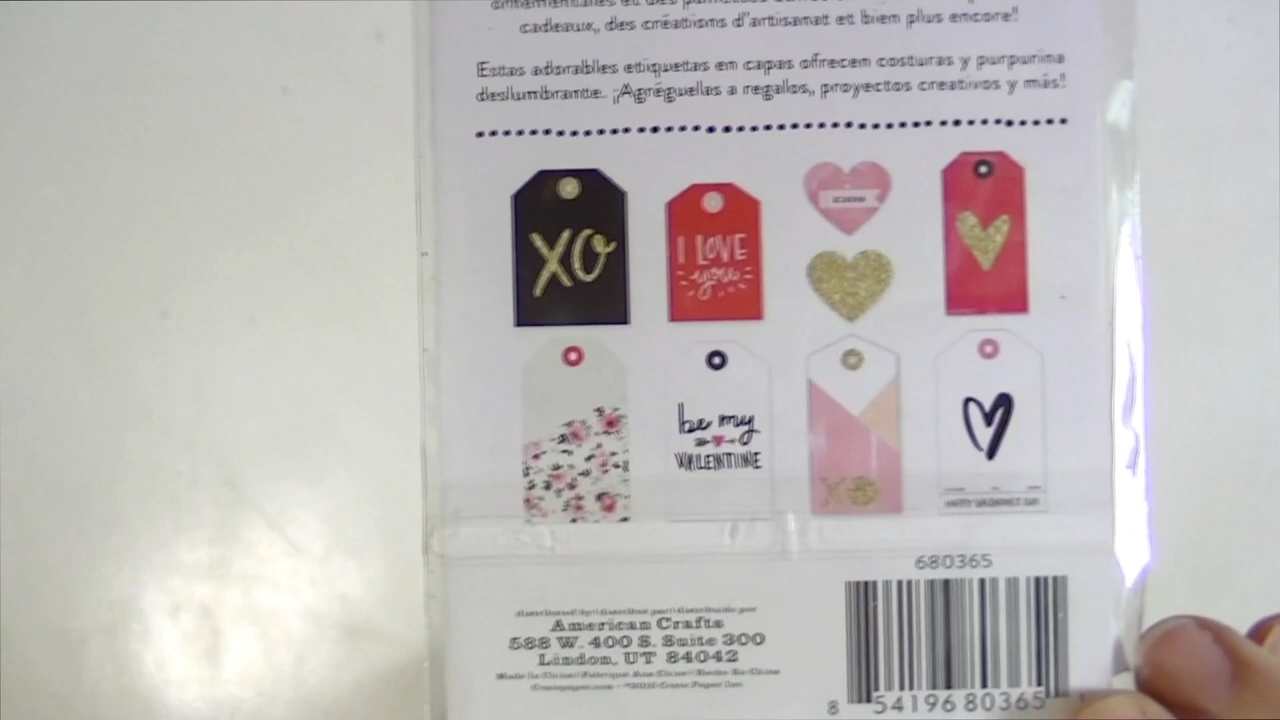 cadeaux, des créations d'artisanat et bien plus encore!
Estas adorables etiquetas en capas ofrecen costuras y purpurina
deslumbrante. ¡Agréguellas a regalos, proyectos creativos y más!
XO
I LOVE
you
be my
VALENTINE
XO
680365
American Crafts
588 W. 400 S. Suite 300
Lindon, UT 84042
8 54196 80365